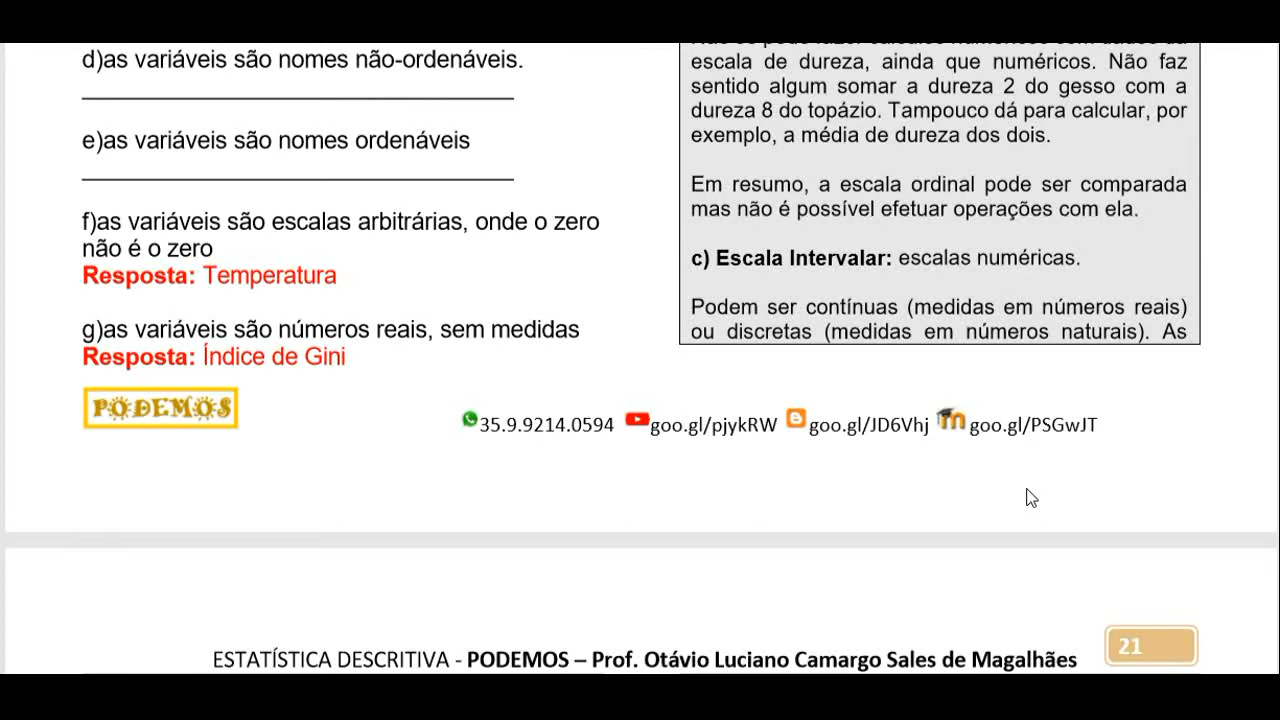 d)as variáveis são nomes não-ordenáveis.
e)as variáveis são nomes ordenáveis
f)as variáveis são escalas arbitrárias, onde o zero
não é o zero
Resposta: Temperatura
g)as variáveis são números reais, sem medidas
Resposta: Índice de Gini
escala de dureza, ainda que numéricos. Não faz
sentido algum somar a dureza 2 do gesso com a
dureza 8 do topázio. Tampouco dá para calcular, por
exemplo, a média de dureza dos dois.
Em resumo, a escala ordinal pode ser comparada
mas não é possível efetuar operações com ela.
c) Escala Intervalar: escalas numéricas.
Podem ser contínuas (medidas em números reais)
ou discretas (medidas em números naturais). As
PODEMOS
35.9.9214.0594 goo.gl/pjykRW goo.gl/JD6Vhj goo.gl/PSGwJT
21
ESTATÍSTICA DESCRITIVA - PODEMOS – Prof. Otávio Luciano Camargo Sales de Magalhães